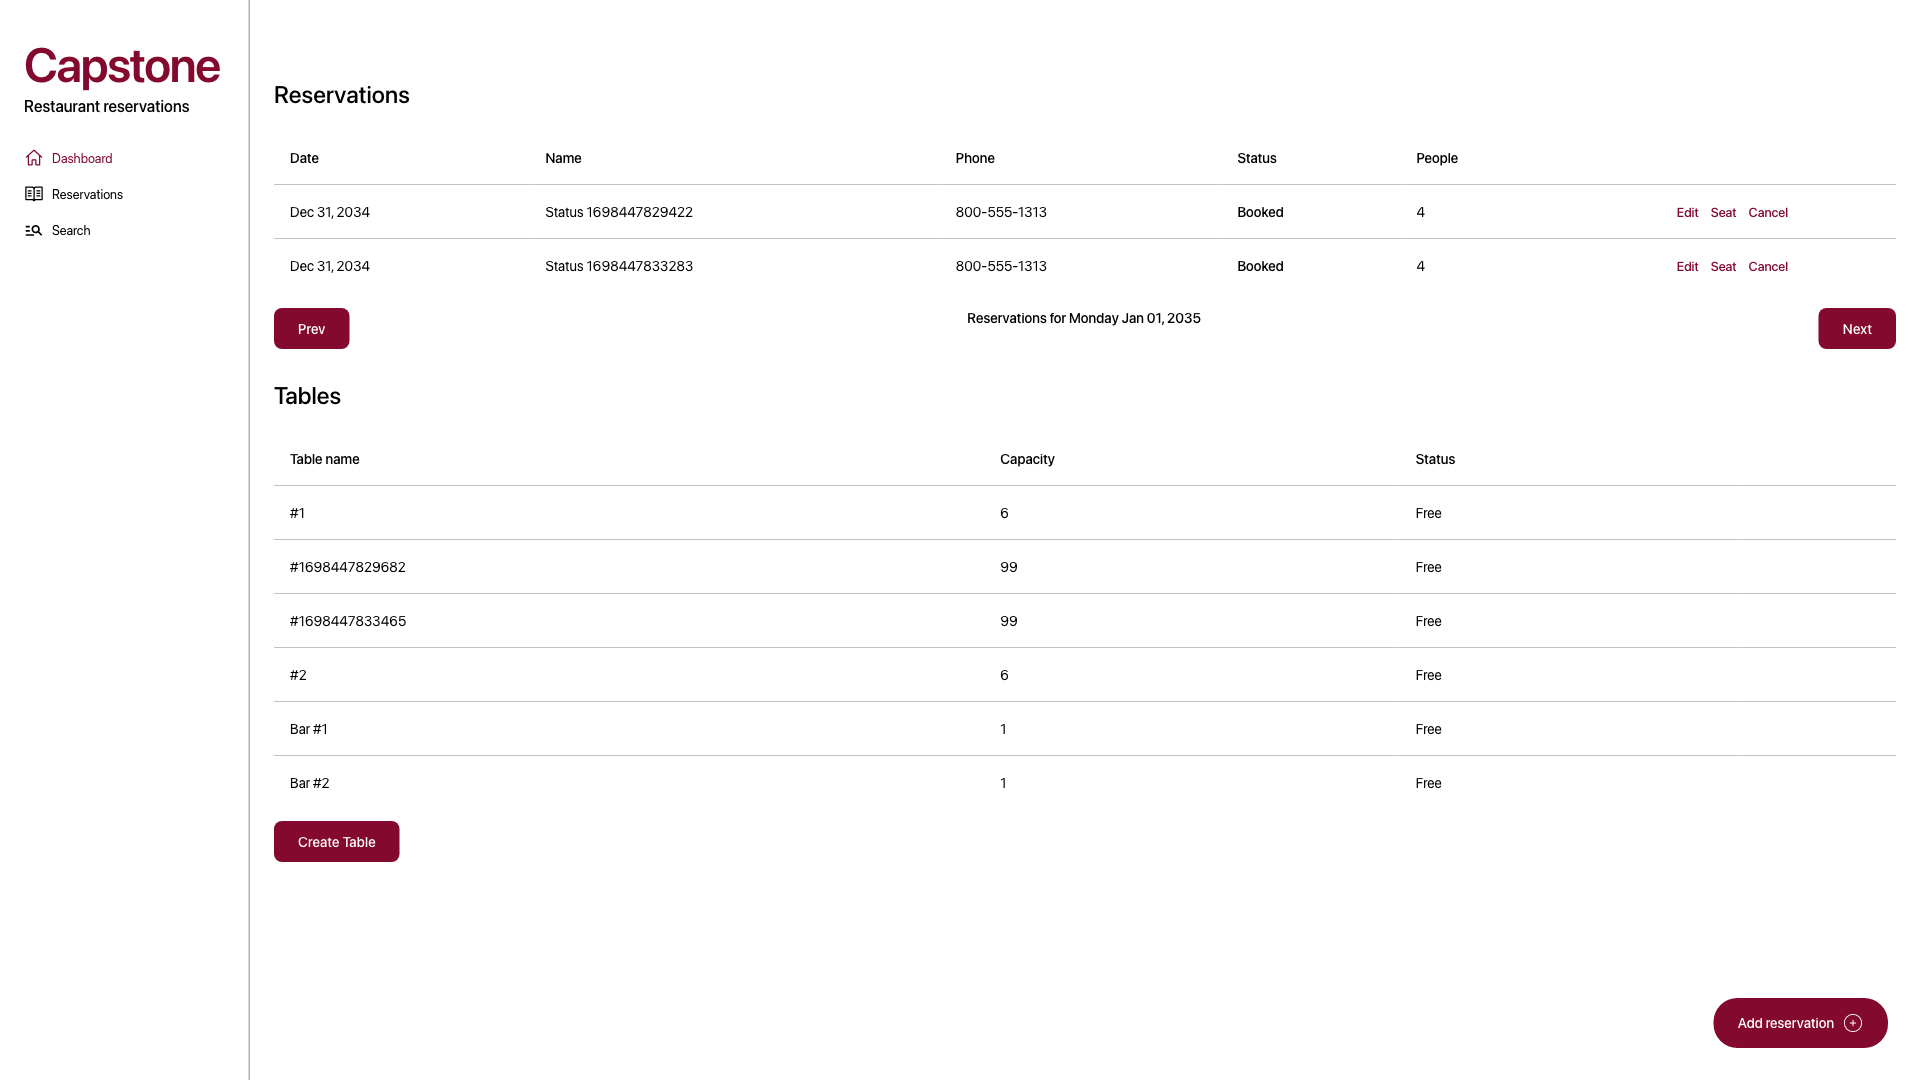 Capstone
Restaurant reservations
Dashboard
Reservations
Search
Reservations
Date Name Phone Status People
Dec 31, 2034 Status 1698447829422 800-555-1313 Booked 4 Edit Seat Cancel
Dec 31, 2034 Status 1698447833283 800-555-1313 Booked 4 Edit Seat Cancel
Prev Reservations for Monday Jan 01, 2035 Next
Tables
Table name Capacity Status
#1 6 Free
#1698447829682 99 Free
#1698447833465 99 Free
#2 6 Free
Bar #1 1 Free
Bar #2 1 Free
Create Table
Add reservation